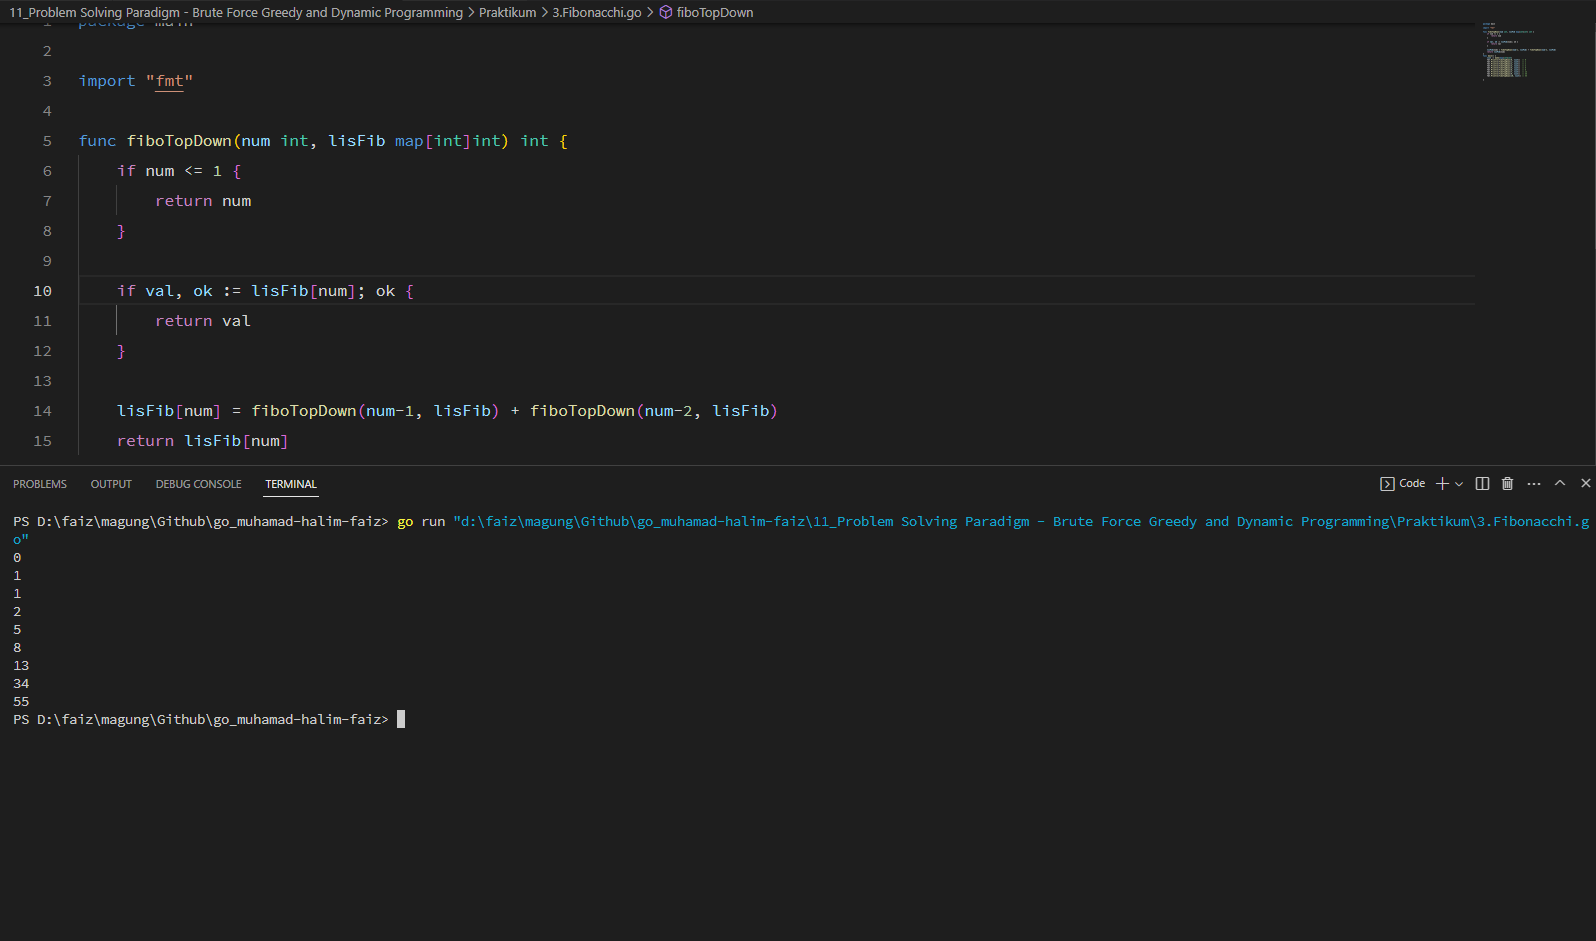 11_Problem Solving Paradigm - Brute Force Greedy and Dynamic Programming > Praktikum > 3.Fibonacchi.go > fiboTopDown
1 package main
2
3 import "fmt"
4
5 func fiboTopDown(num int, lisFib map[int]int) int {
6 if num <= 1 {
7 return num
8 }
9
10 if val, ok := lisFib[num]; ok {
11 return val
12 }
13
14 lisFib[num] = fiboTopDown(num-1, lisFib) + fiboTopDown(num-2, lisFib)
15 return lisFib[num]
PROBLEMS OUTPUT DEBUG CONSOLE TERMINAL Code
PS D:\faiz\magung\Github\go_muhamad-halim-faiz> go run "d:\faiz\magung\Github\go_muhamad-halim-faiz\11_Problem Solving Paradigm - Brute Force Greedy and Dynamic Programming\Praktikum\3.Fibonacchi.g
o"
0
1
1
2
5
8
13
34
55
PS D:\faiz\magung\Github\go_muhamad-halim-faiz>